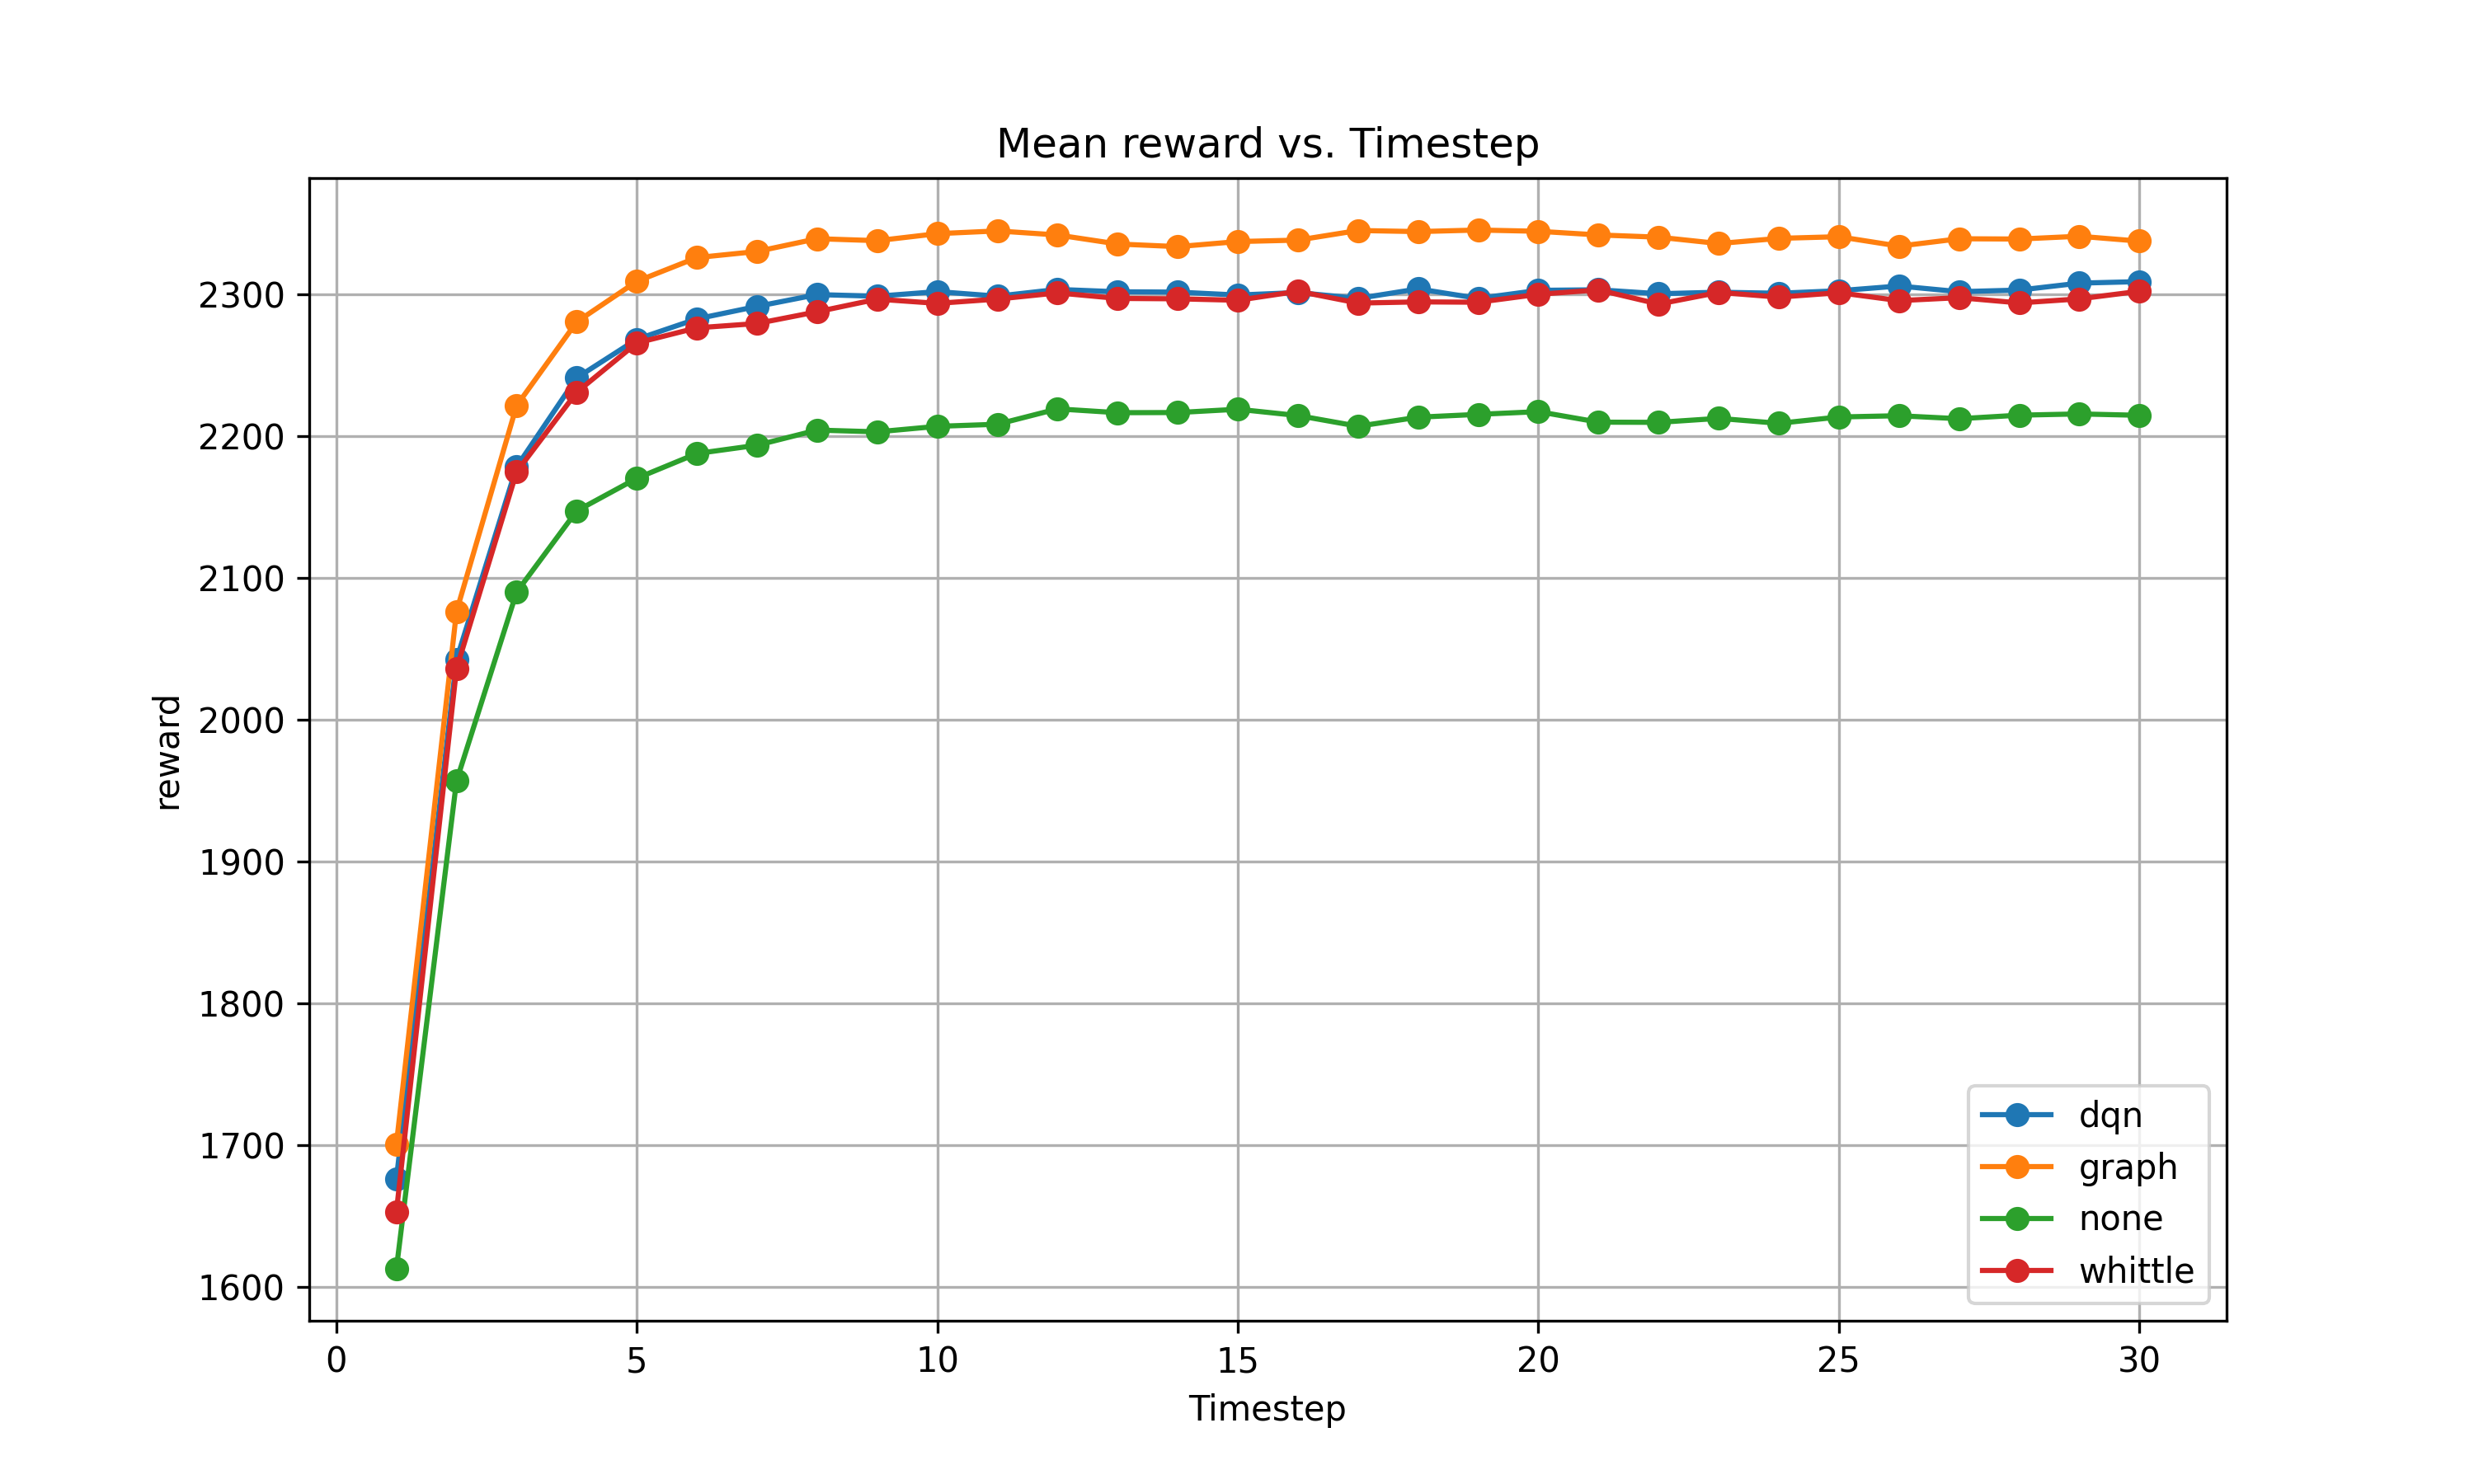 Mean reward vs. Timestep
reward
2300
2200
2100
2000
1900
1800
1700
1600
0 5 10 15 20 25 30
Timestep
dqn
graph
none
whittle